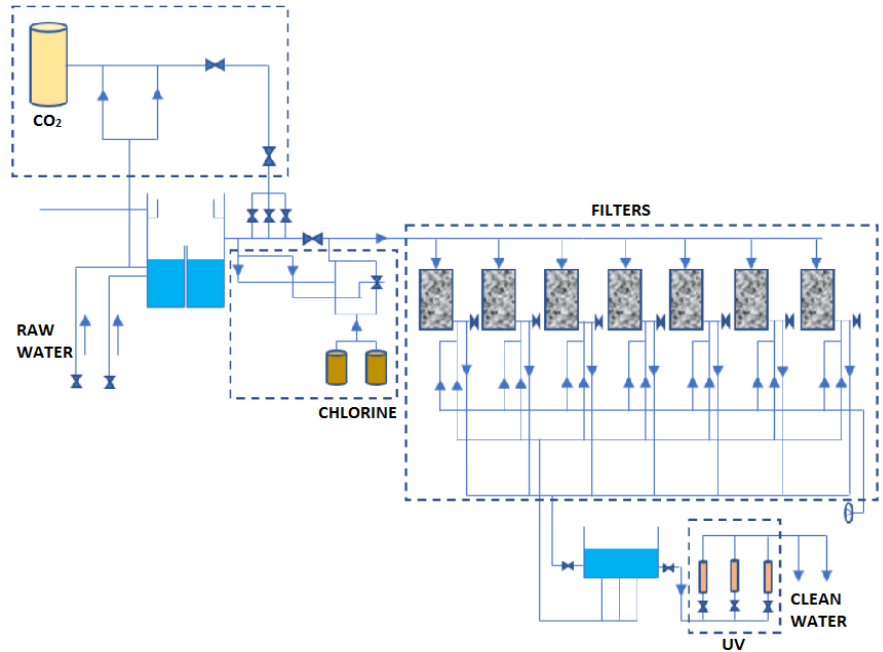 CO₂
FILTERS
RAW
WATER
CHLORINE
CLEAN
WATER
UV